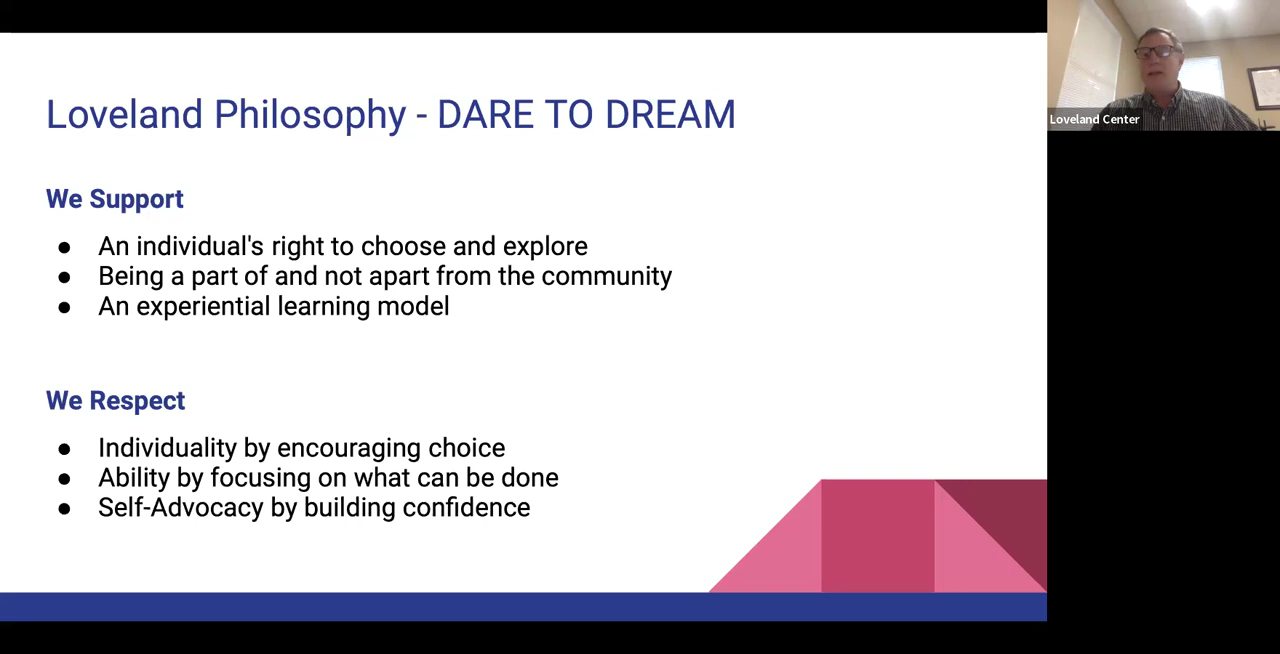 Loveland Philosophy - DARE TO DREAM
We Support
● An individual's right to choose and explore
● Being a part of and not apart from the community
● An experiential learning model
We Respect
● Individuality by encouraging choice
● Ability by focusing on what can be done
● Self-Advocacy by building confidence
Loveland Center